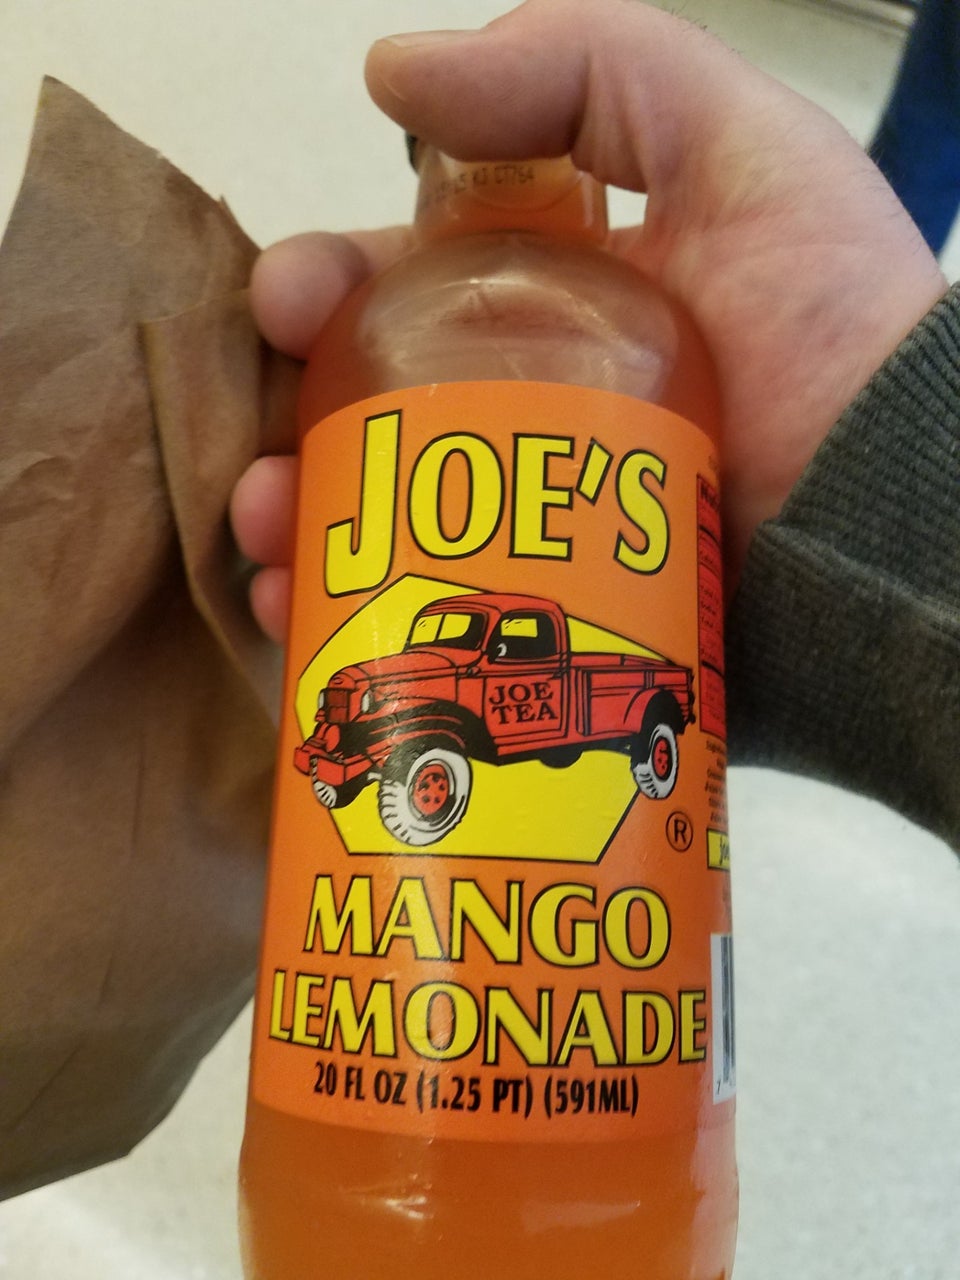 JOE'S
JOE
TEA
®
MANGO
LEMONADE
20 FL OZ (1.25 PT) (591ML)